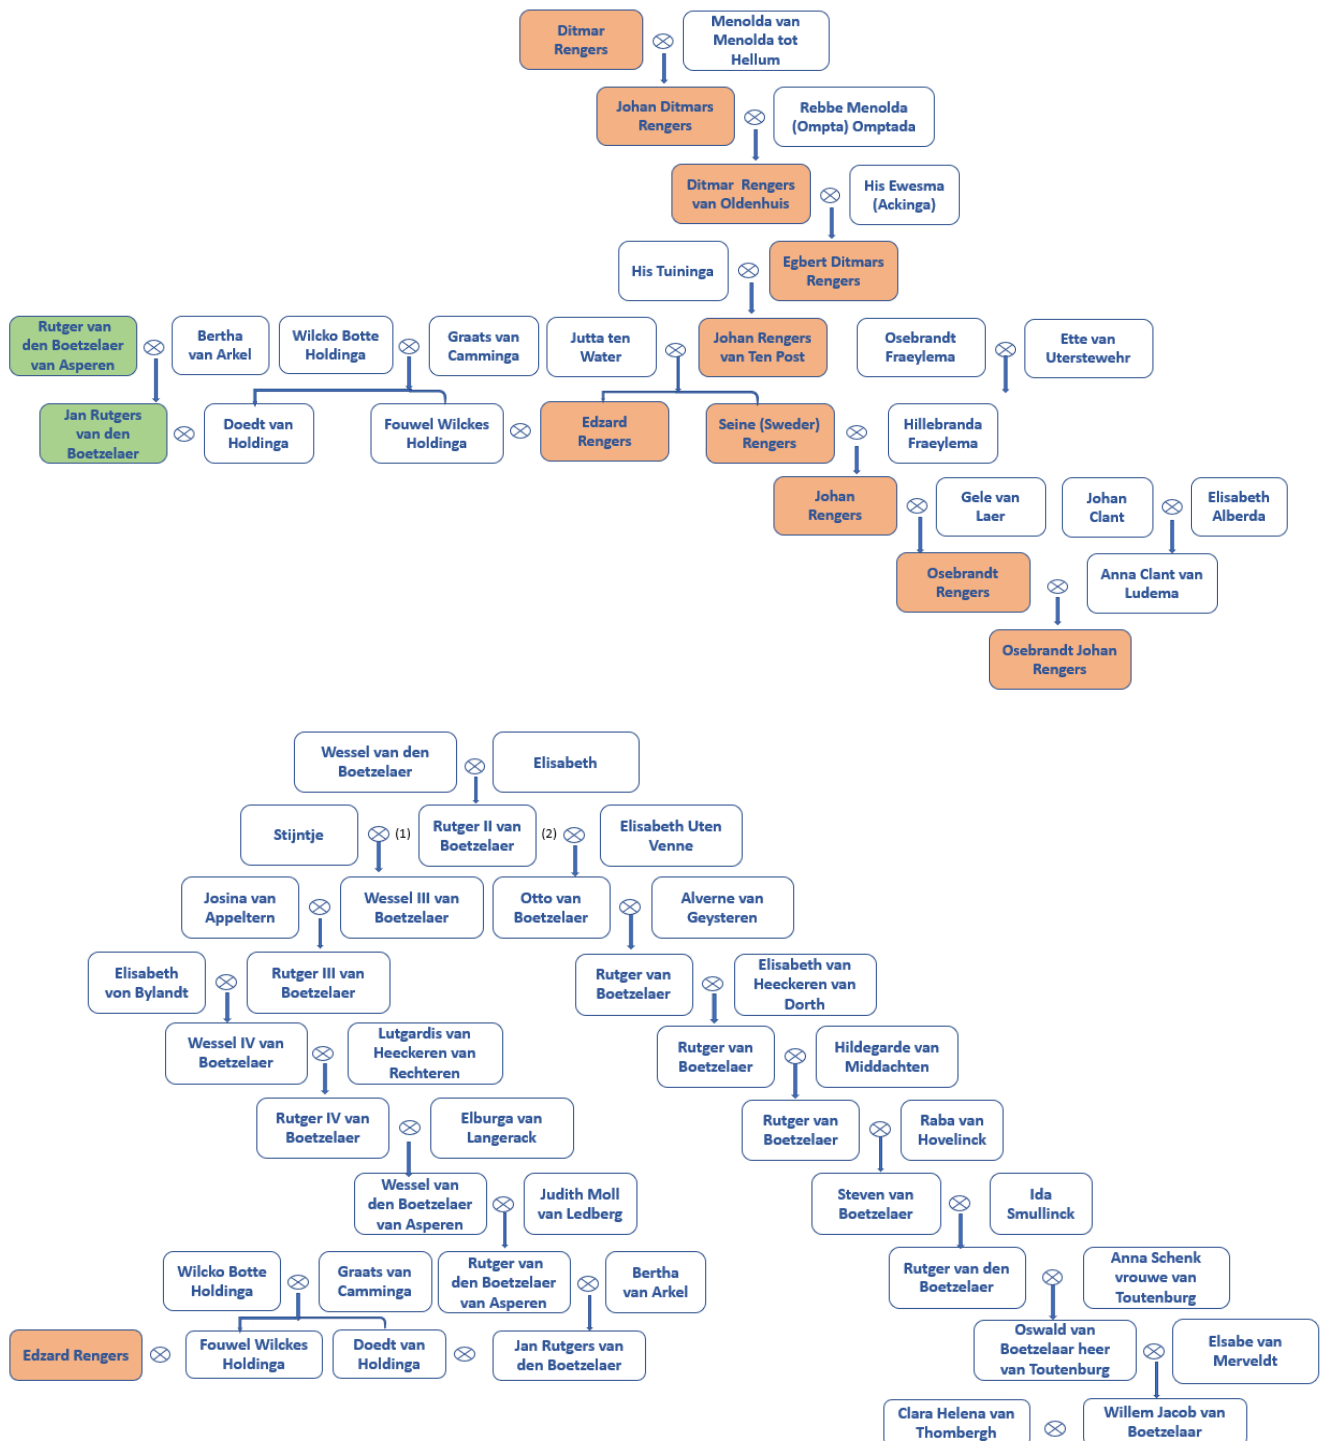 Ditmar
Rengers
Menolda van
Menolda tot
Hellum
Johan Ditmars
Rengers
Rebbe Menolda
(Ompta) Omptada
Ditmar Rengers
van Oldenhuis
His Ewesma
(Ackinga)
His Tuininga
Egbert Ditmars
Rengers
Rutger van
den Boetzelaer
van Asperen
Bertha
van Arkel
Wilcko Botte
Holdinga
Graats van
Camminga
Jutta ten
Water
Johan Rengers
van Ten Post
Osebrandt
Fraeylema
Ette van
Uterstewehr
Jan Rutgers
van den
Boetzelaer
Doedt van
Holdinga
Fouwel Wilckes
Holdinga
Edzard
Rengers
Seine (Sweder)
Rengers
Hillebranda
Fraeylema
Johan
Rengers
Gele van
Laer
Johan
Clant
Elisabeth
Alberda
Osebrandt
Rengers
Anna Clant van
Ludema
Osebrandt Johan
Rengers
Wessel van den
Boetzelaer
Elisabeth
Stijntje
(1)
Rutger II van
Boetzelaer
(2)
Elisabeth Uten
Venne
Josina van
Appeltern
Wessel III van
Boetzelaer
Otto van
Boetzelaer
Alverne van
Geysteren
Elisabeth
von Bylandt
Rutger III van
Boetzelaer
Rutger van
Boetzelaer
Elisabeth van
Heeckeren van
Dorth
Wessel IV van
Boetzelaer
Lutgardis van
Heeckeren van
Rechteren
Rutger van
Boetzelaer
Hildegarde van
Middachten
Rutger IV van
Boetzelaer
Elburga van
Langerack
Rutger van
Boetzelaer
Raba van
Hovelinck
Wessel van
den Boetzelaer
van Asperen
Judith Moll
van Ledberg
Steven van
Boetzelaer
Ida
Smullinck
Wilcko Botte
Holdinga
Graats van
Camminga
Rutger van
den Boetzelaer
van Asperen
Bertha
van Arkel
Rutger van den
Boetzelaer
Anna Schenk
vrouwe van
Toutenburg
Edzard Rengers
Fouwel Wilckes
Holdinga
Doedt van
Holdinga
Jan Rutgers van
den Boetzelaer
Oswald van
Boetzelaar heer
van Toutenburg
Elsabe van
Merveldt
Clara Helena van
Thombergh
Willem Jacob van
Boetzelaar